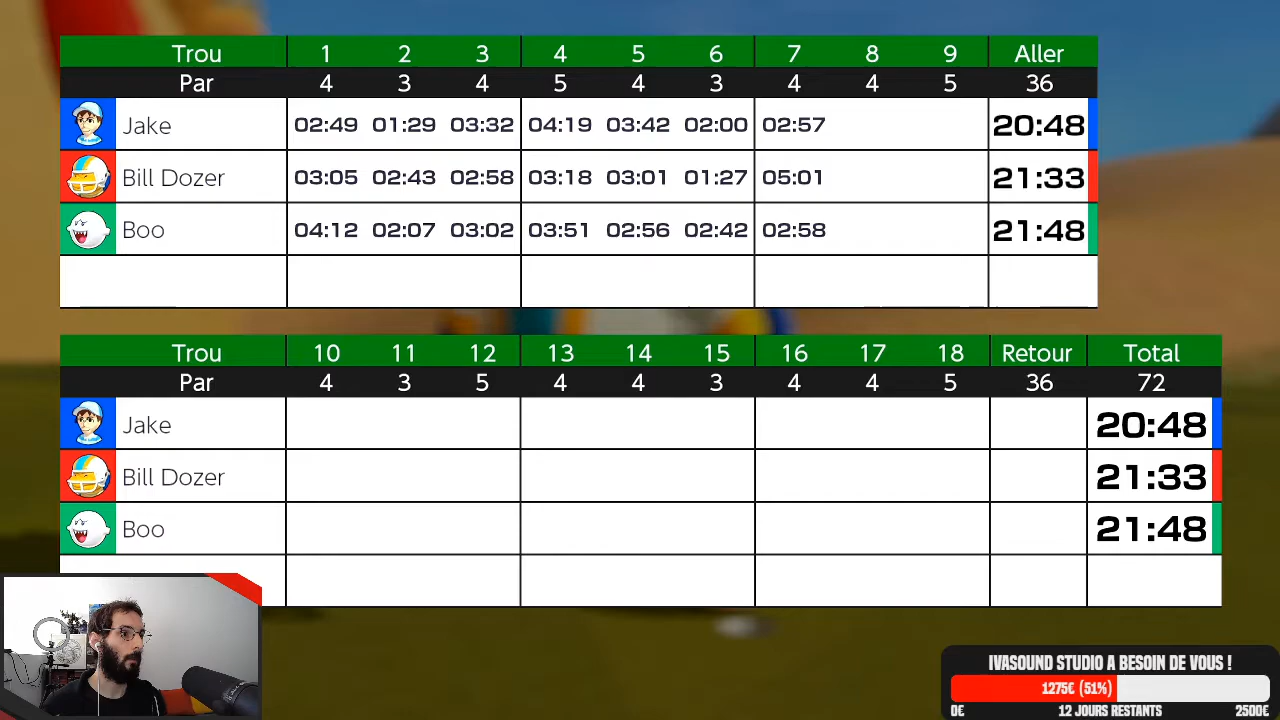 Trou 1 2 3 4 5 6 7 8 9 Aller
Par 4 3 4 5 4 3 4 4 5 36
Jake 02:49 01:29 03:32 04:19 03:42 02:00 02:57 20:48
Bill Dozer 03:05 02:43 02:58 03:18 03:01 01:27 05:01 21:33
Boo 04:12 02:07 03:02 03:51 02:56 02:42 02:58 21:48
Trou 10 11 12 13 14 15 16 17 18 Retour Total
Par 4 3 5 4 4 3 4 4 5 36 72
Jake 20:48
Bill Dozer 21:33
Boo 21:48
IVASOUND STUDIO A BESOIN DE VOUS !
1275€ (51%)
0€ 12 JOURS RESTANTS 2500€